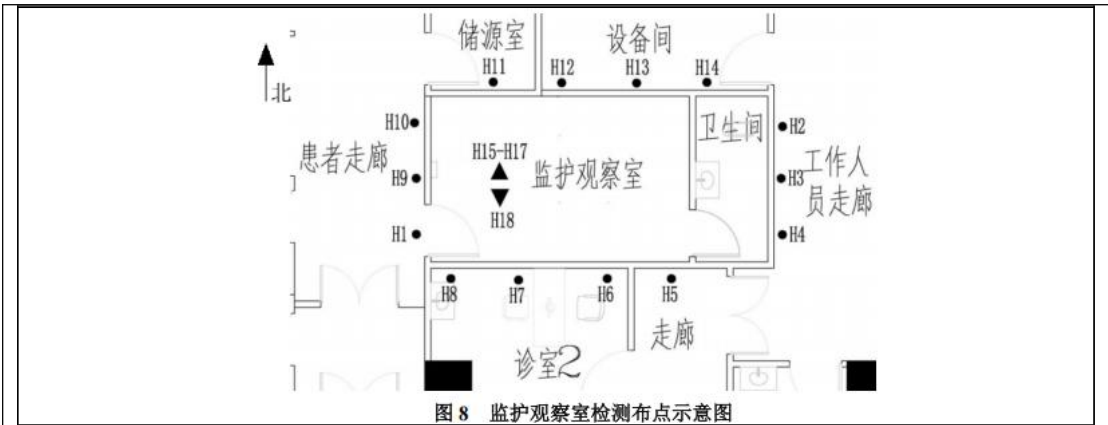 储源室
设备间
H11
H12
H13
H14
北
H10
卫生间
H2
患者走廊
H15-H17
监护观察室
H9
H3
工作人
员走廊
H18
H1
H4
H8
H7
H6
H5
走廊
诊室2
图 8 监护观察室检测布点示意图